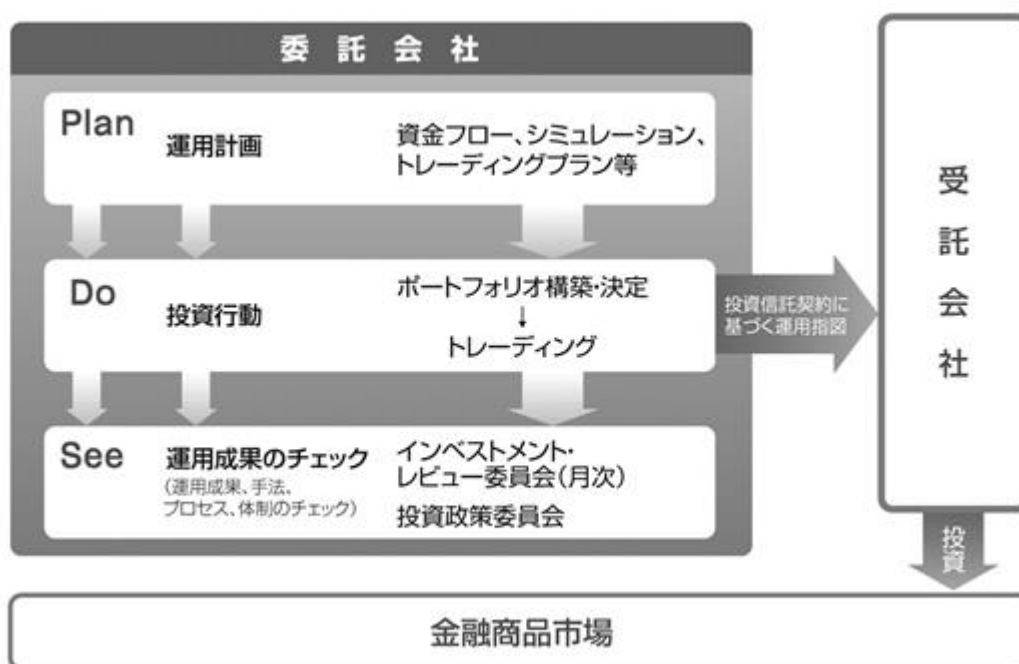 委託会社
Plan
運用計画
資金フロー、シミュレーション、
トレーディングプラン等
Do
投資行動
ポートフォリオ構築・決定
↓
トレーディング
See
運用成果のチェック
(運用成果、手法、
プロセス、体制のチェック)
インベストメント・
レビュー委員会(月次)
投資政策委員会
投資信託契約に
基づく運用指図
受託会社
投資
金融商品市場